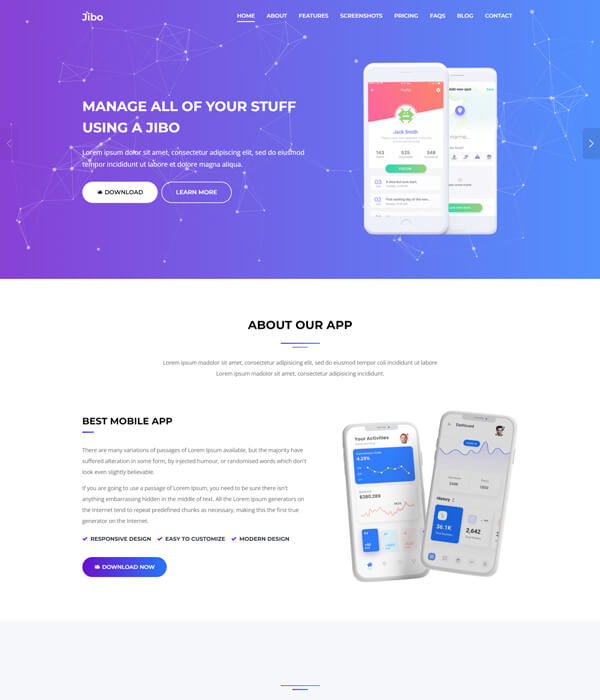 Jibo
HOME ABOUT FEATURES SCREENSHOTS PRICING FAQS BLOG CONTACT
MANAGE ALL OF YOUR STUFF
USING A JIBO
Lorem ipsum dolor sit amet, consectetur adipisicing elit, sed do eiusmod
tempor incididunt ut labore et dolore magna aliqua.
DOWNLOAD LEARN MORE
Profile
Jack Smith
143 525 428
FOLLOW
03
03
Add new spot
ABOUT OUR APP
Lorem ipsum madolor sit amet, consectetur adipisicing elit, sed do eiusmod tempor coli incididunt ut labore
Lorem ipsum madolor sit amet, consectetur adipisicing incididunt.
BEST MOBILE APP
There are many variations of passages of Lorem Ipsum available, but the majority have
suffered alteration in some form, by injected humour, or randomised words which don't
look even slightly believable.
If you are going to use a passage of Lorem Ipsum, you need to be sure there isn't
anything embarrassing hidden in the middle of text. All the Lorem Ipsum generators on
the Internet tend to repeat predefined chunks as necessary, making this the first true
generator on the Internet.
RESPONSIVE DESIGN EASY TO CUSTOMIZE MODERN DESIGN
DOWNLOAD NOW
Your Activities
4.25%
$380.289
Dashboard
History
36.1K
2,64